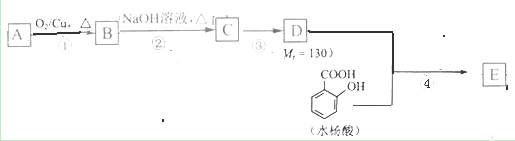 A O₂/Cu,△ ① B NaOH溶液,△ ② C ③ D
Mr = 130)
COOH
OH
4 E
(水杨酸)